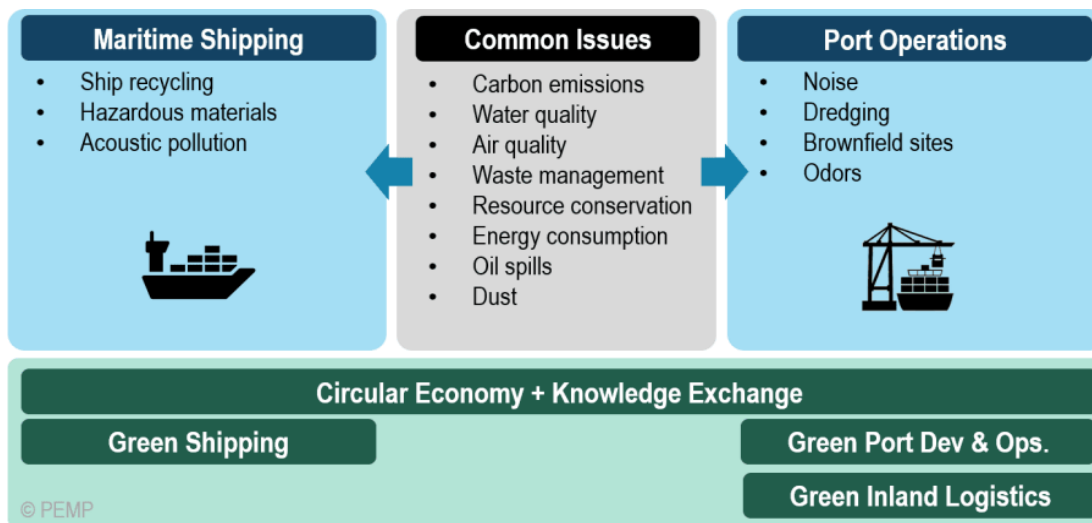 Maritime Shipping
• Ship recycling
• Hazardous materials
• Acoustic pollution
Common Issues
• Carbon emissions
• Water quality
• Air quality
• Waste management
• Resource conservation
• Energy consumption
• Oil spills
• Dust
Port Operations
• Noise
• Dredging
• Brownfield sites
• Odors
Circular Economy + Knowledge Exchange
Green Shipping
Green Port Dev & Ops.
Green Inland Logistics
© PEMP